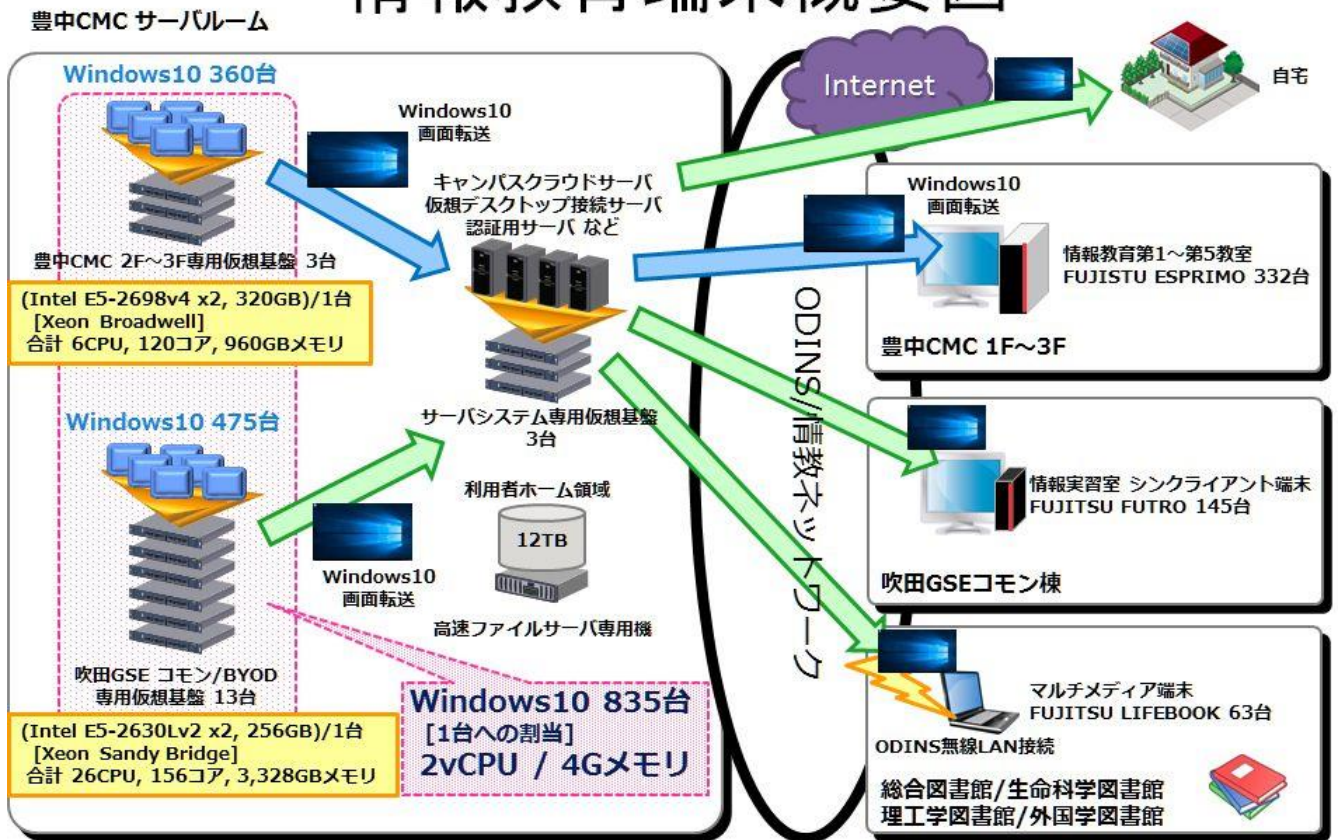 情報教育端末概要図
豊中CMC サーバルーム
Windows10 360台
Windows10
画面転送
豊中CMC 2F～3F専用仮想基盤 3台
(Intel E5-2698v4 x2, 320GB)/1台
[Xeon Broadwell]
合計 6CPU, 120コア, 960GBメモリ
キャンパスクラウドサーバ
仮想デスクトップ接続サーバ
認証用サーバ など
サーバシステム専用仮想基盤
3台
Windows10 475台
Windows10
画面転送
吹田GSE コモン/BYOD
専用仮想基盤 13台
(Intel E5-2630Lv2 x2, 256GB)/1台
[Xeon Sandy Bridge]
合計 26CPU, 156コア, 3,328GBメモリ
利用者ホーム領域
12TB
高速ファイルサーバ専用機
Windows10 835台
[1台への割当]
2vCPU / 4Gメモリ
Internet
ODINS/情教ネットワーク
自宅
Windows10
画面転送
情報教育第1～第5教室
FUJISTU ESPRIMO 332台
豊中CMC 1F～3F
情報実習室 シンクライアント端末
FUJITSU FUTRO 145台
吹田GSEコモン棟
マルチメディア端末
FUJITSU LIFEBOOK 63台
ODINS無線LAN接続
総合図書館/生命科学図書館
理工学図書館/外国学図書館